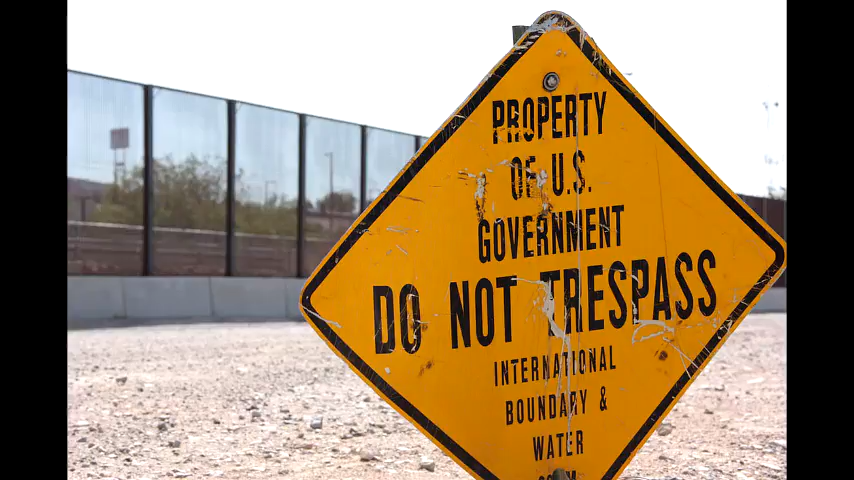 PROPERTY
OF U.S.
GOVERNMENT
DO NOT TRESPASS
INTERNATIONAL
BOUNDARY &
WATER